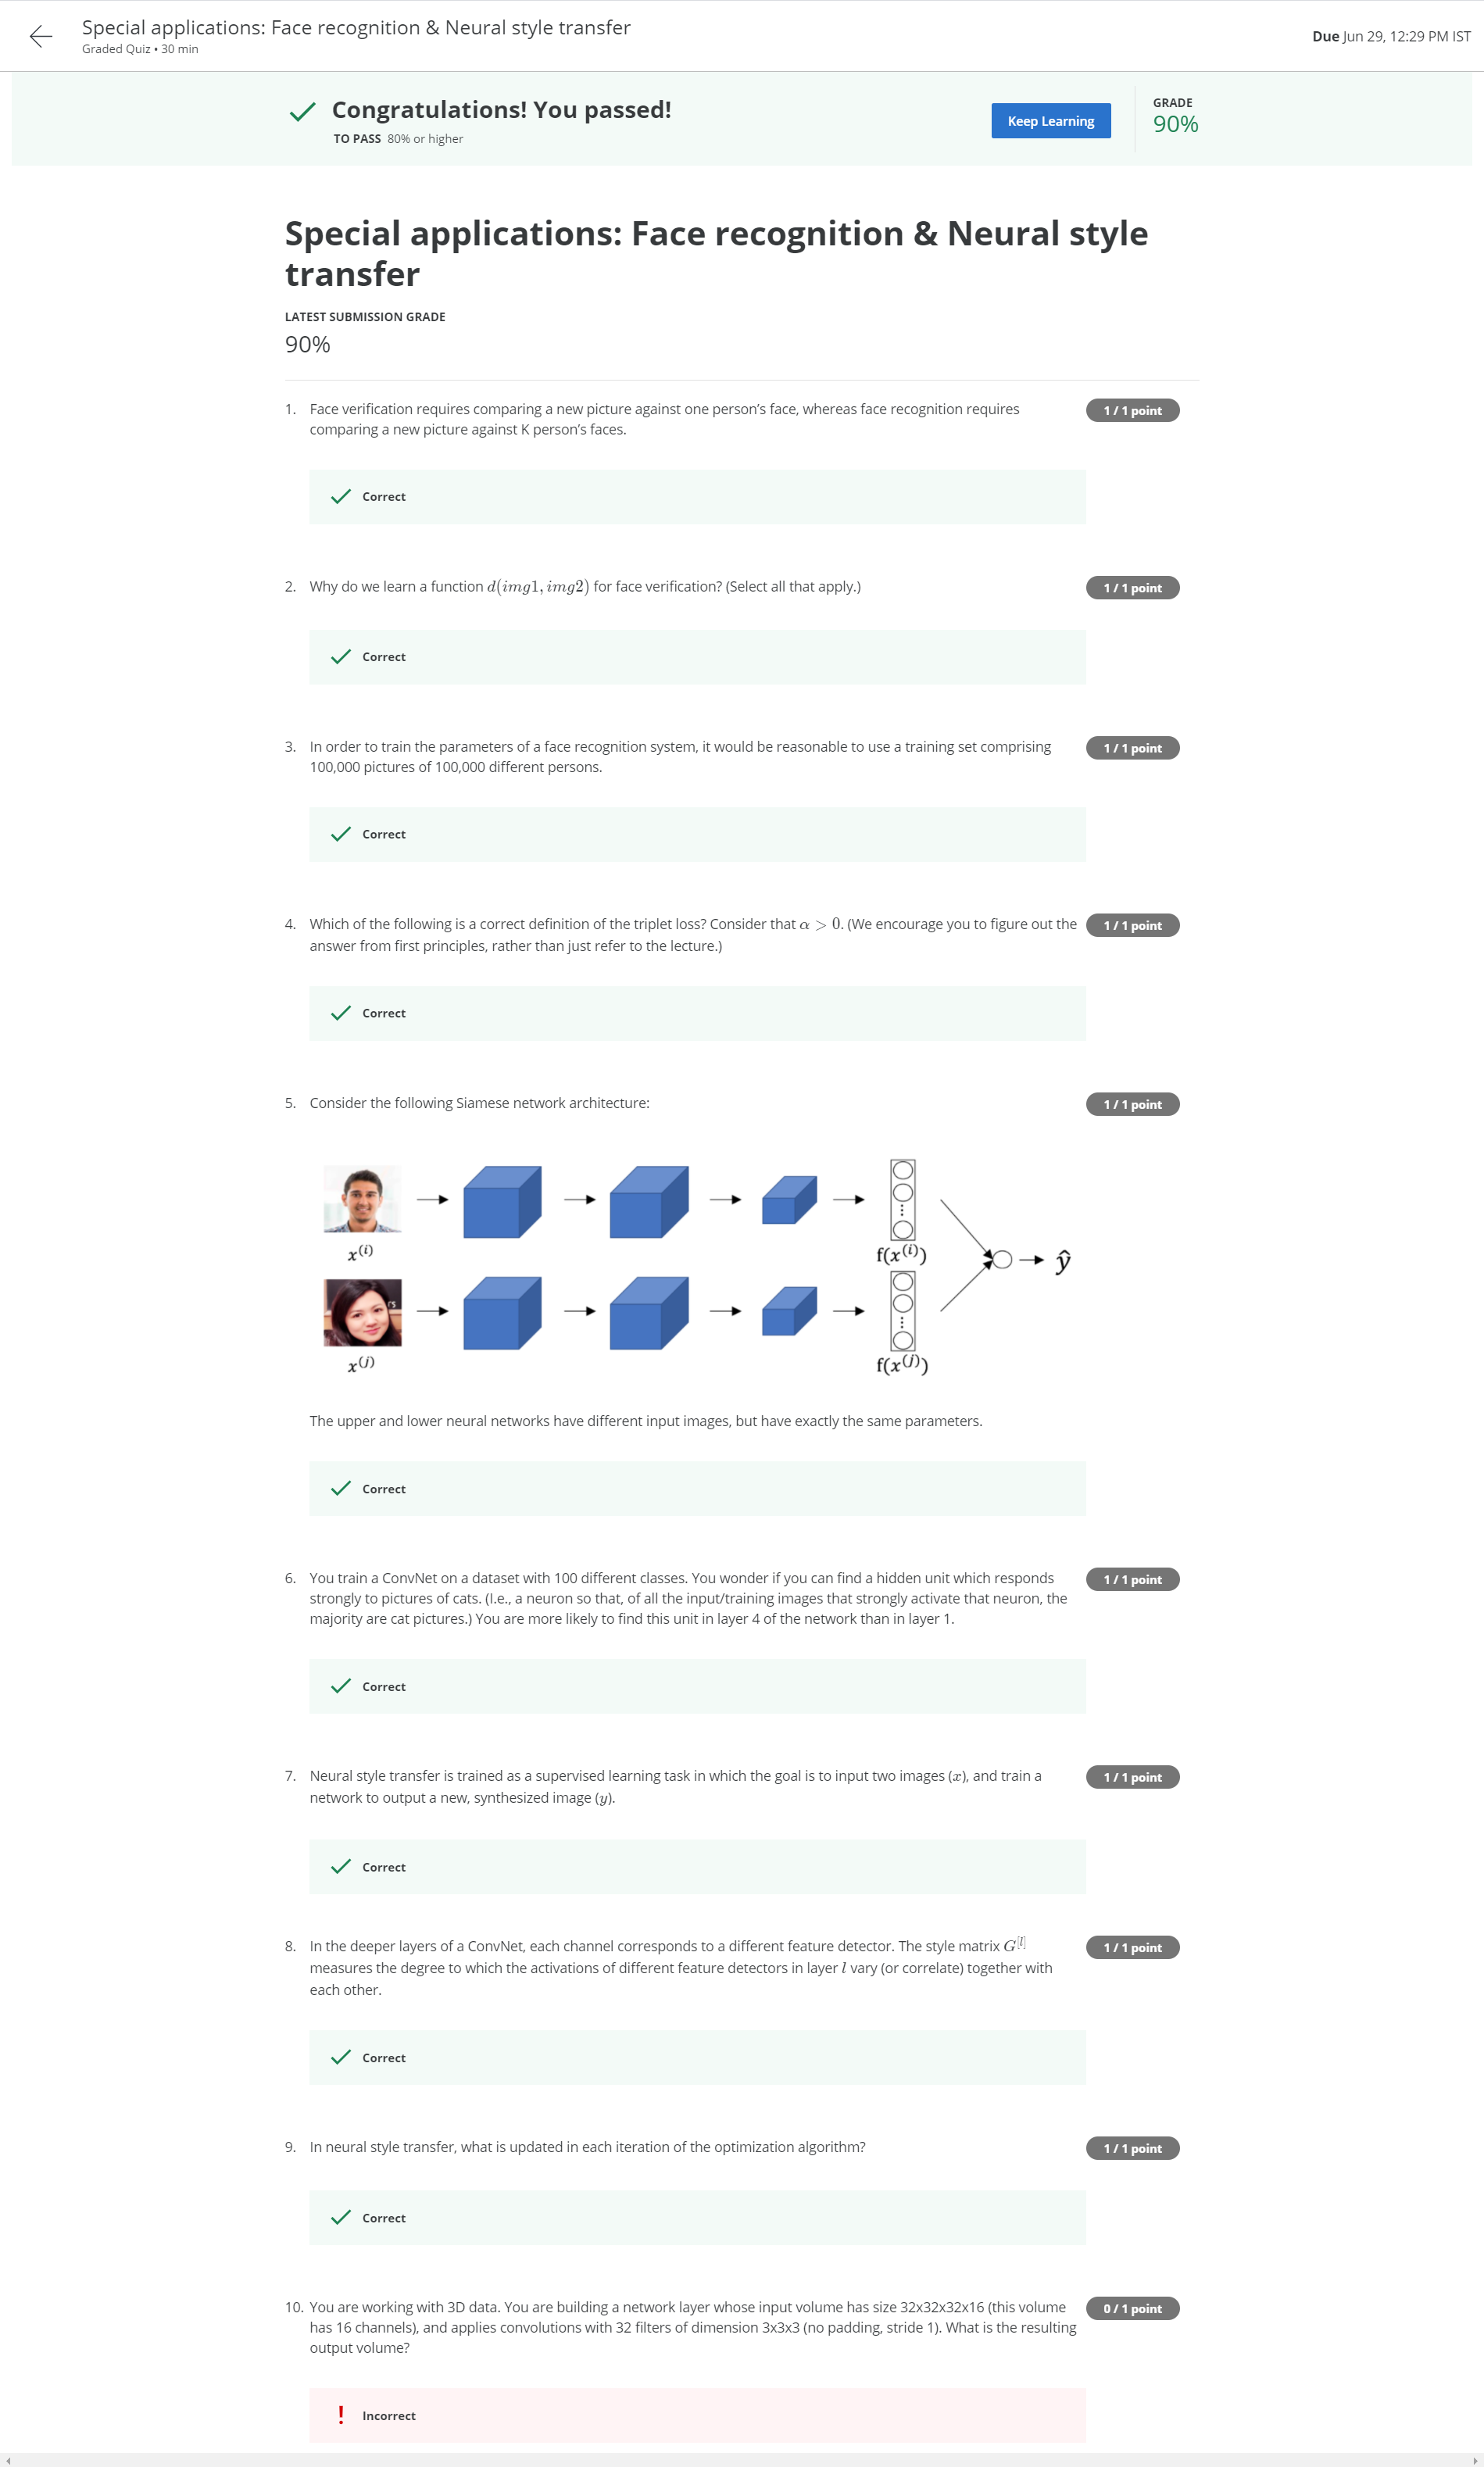 Special applications: Face recognition & Neural style transfer
Graded Quiz • 30 min
Due Jun 29, 12:29 PM IST
Congratulations! You passed!
TO PASS 80% or higher
Keep Learning
GRADE
90%
Special applications: Face recognition & Neural style
transfer
LATEST SUBMISSION GRADE
90%
1. Face verification requires comparing a new picture against one person’s face, whereas face recognition requires
comparing a new picture against K person’s faces.
1 / 1 point
Correct
2. Why do we learn a function d(img1, img2) for face verification? (Select all that apply.)
1 / 1 point
Correct
3. In order to train the parameters of a face recognition system, it would be reasonable to use a training set comprising
100,000 pictures of 100,000 different persons.
1 / 1 point
Correct
4. Which of the following is a correct definition of the triplet loss? Consider that α > 0. (We encourage you to figure out the
answer from first principles, rather than just refer to the lecture.)
1 / 1 point
Correct
5. Consider the following Siamese network architecture:
1 / 1 point
x^(i)
f(x^(i))
ŷ
x^(j)
f(x^(j))
The upper and lower neural networks have different input images, but have exactly the same parameters.
Correct
6. You train a ConvNet on a dataset with 100 different classes. You wonder if you can find a hidden unit which responds
strongly to pictures of cats. (I.e., a neuron so that, of all the input/training images that strongly activate that neuron, the
majority are cat pictures.) You are more likely to find this unit in layer 4 of the network than in layer 1.
1 / 1 point
Correct
7. Neural style transfer is trained as a supervised learning task in which the goal is to input two images (x), and train a
network to output a new, synthesized image (y).
1 / 1 point
Correct
8. In the deeper layers of a ConvNet, each channel corresponds to a different feature detector. The style matrix G^[l]
measures the degree to which the activations of different feature detectors in layer l vary (or correlate) together with
each other.
1 / 1 point
Correct
9. In neural style transfer, what is updated in each iteration of the optimization algorithm?
1 / 1 point
Correct
10. You are working with 3D data. You are building a network layer whose input volume has size 32x32x32x16 (this volume
has 16 channels), and applies convolutions with 32 filters of dimension 3x3x3 (no padding, stride 1). What is the resulting
output volume?
0 / 1 point
Incorrect